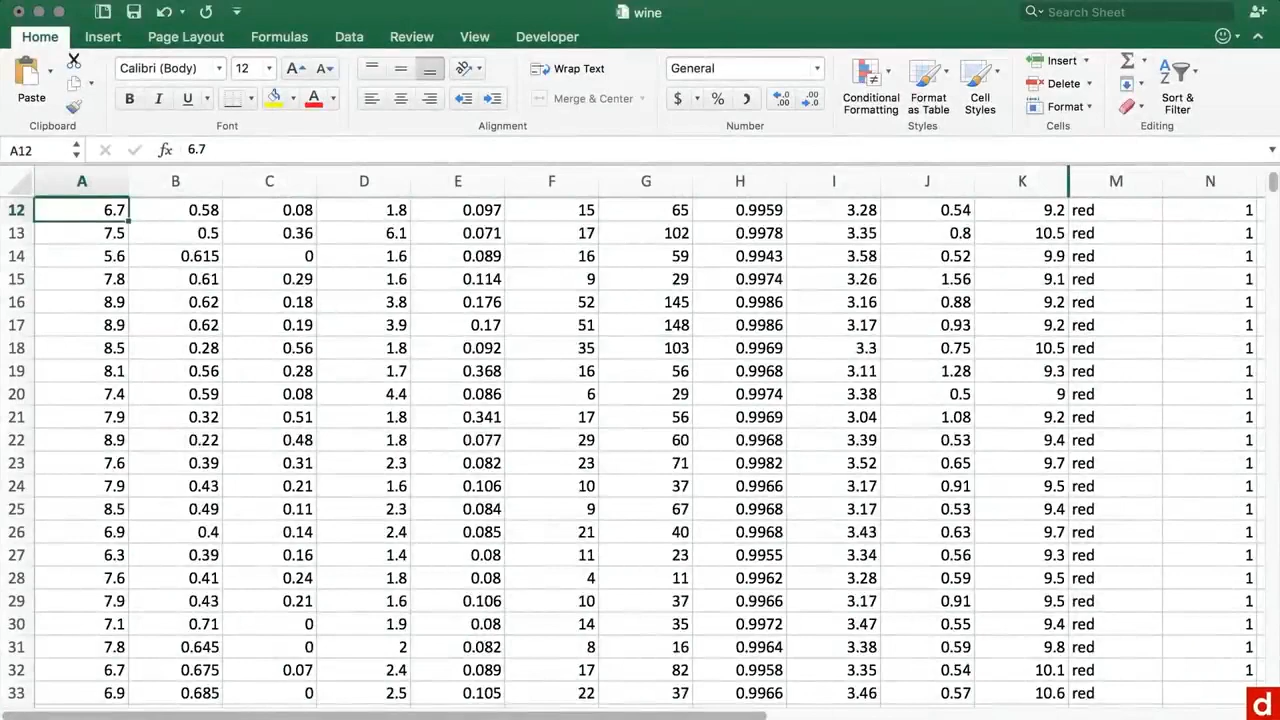 wine
Search Sheet
Home Insert Page Layout Formulas Data Review View Developer
Calibri (Body) 12 A A Wrap Text General Insert
Paste B I U A Merge & Center $ % Conditional Formatting Format as Table Cell Styles Delete Format Sort & Filter
Clipboard Font Alignment Number Styles Cells Editing
A12 fx 6.7
A B C D E F G H I J K M N
12 6.7 0.58 0.08 1.8 0.097 15 65 0.9959 3.28 0.54 9.2 red 1
13 7.5 0.5 0.36 6.1 0.071 17 102 0.9978 3.35 0.8 10.5 red 1
14 5.6 0.615 0 1.6 0.089 16 59 0.9943 3.58 0.52 9.9 red 1
15 7.8 0.61 0.29 1.6 0.114 9 29 0.9974 3.26 1.56 9.1 red 1
16 8.9 0.62 0.18 3.8 0.176 52 145 0.9986 3.16 0.88 9.2 red 1
17 8.9 0.62 0.19 3.9 0.17 51 148 0.9986 3.17 0.93 9.2 red 1
18 8.5 0.28 0.56 1.8 0.092 35 103 0.9969 3.3 0.75 10.5 red 1
19 8.1 0.56 0.28 1.7 0.368 16 56 0.9968 3.11 1.28 9.3 red 1
20 7.4 0.59 0.08 4.4 0.086 6 29 0.9974 3.38 0.5 9 red 1
21 7.9 0.32 0.51 1.8 0.341 17 56 0.9969 3.04 1.08 9.2 red 1
22 8.9 0.22 0.48 1.8 0.077 29 60 0.9968 3.39 0.53 9.4 red 1
23 7.6 0.39 0.31 2.3 0.082 23 71 0.9982 3.52 0.65 9.7 red 1
24 7.9 0.43 0.21 1.6 0.106 10 37 0.9966 3.17 0.91 9.5 red 1
25 8.5 0.49 0.11 2.3 0.084 9 67 0.9968 3.17 0.53 9.4 red 1
26 6.9 0.4 0.14 2.4 0.085 21 40 0.9968 3.43 0.63 9.7 red 1
27 6.3 0.39 0.16 1.4 0.08 11 23 0.9955 3.34 0.56 9.3 red 1
28 7.6 0.41 0.24 1.8 0.08 4 11 0.9962 3.28 0.59 9.5 red 1
29 7.9 0.43 0.21 1.6 0.106 10 37 0.9966 3.17 0.91 9.5 red 1
30 7.1 0.71 0 1.9 0.08 14 35 0.9972 3.47 0.55 9.4 red 1
31 7.8 0.645 0 2 0.082 8 16 0.9964 3.38 0.59 9.8 red 1
32 6.7 0.675 0.07 2.4 0.089 17 82 0.9958 3.35 0.54 10.1 red 1
33 6.9 0.685 0 2.5 0.105 22 37 0.9966 3.46 0.57 10.6 red
d